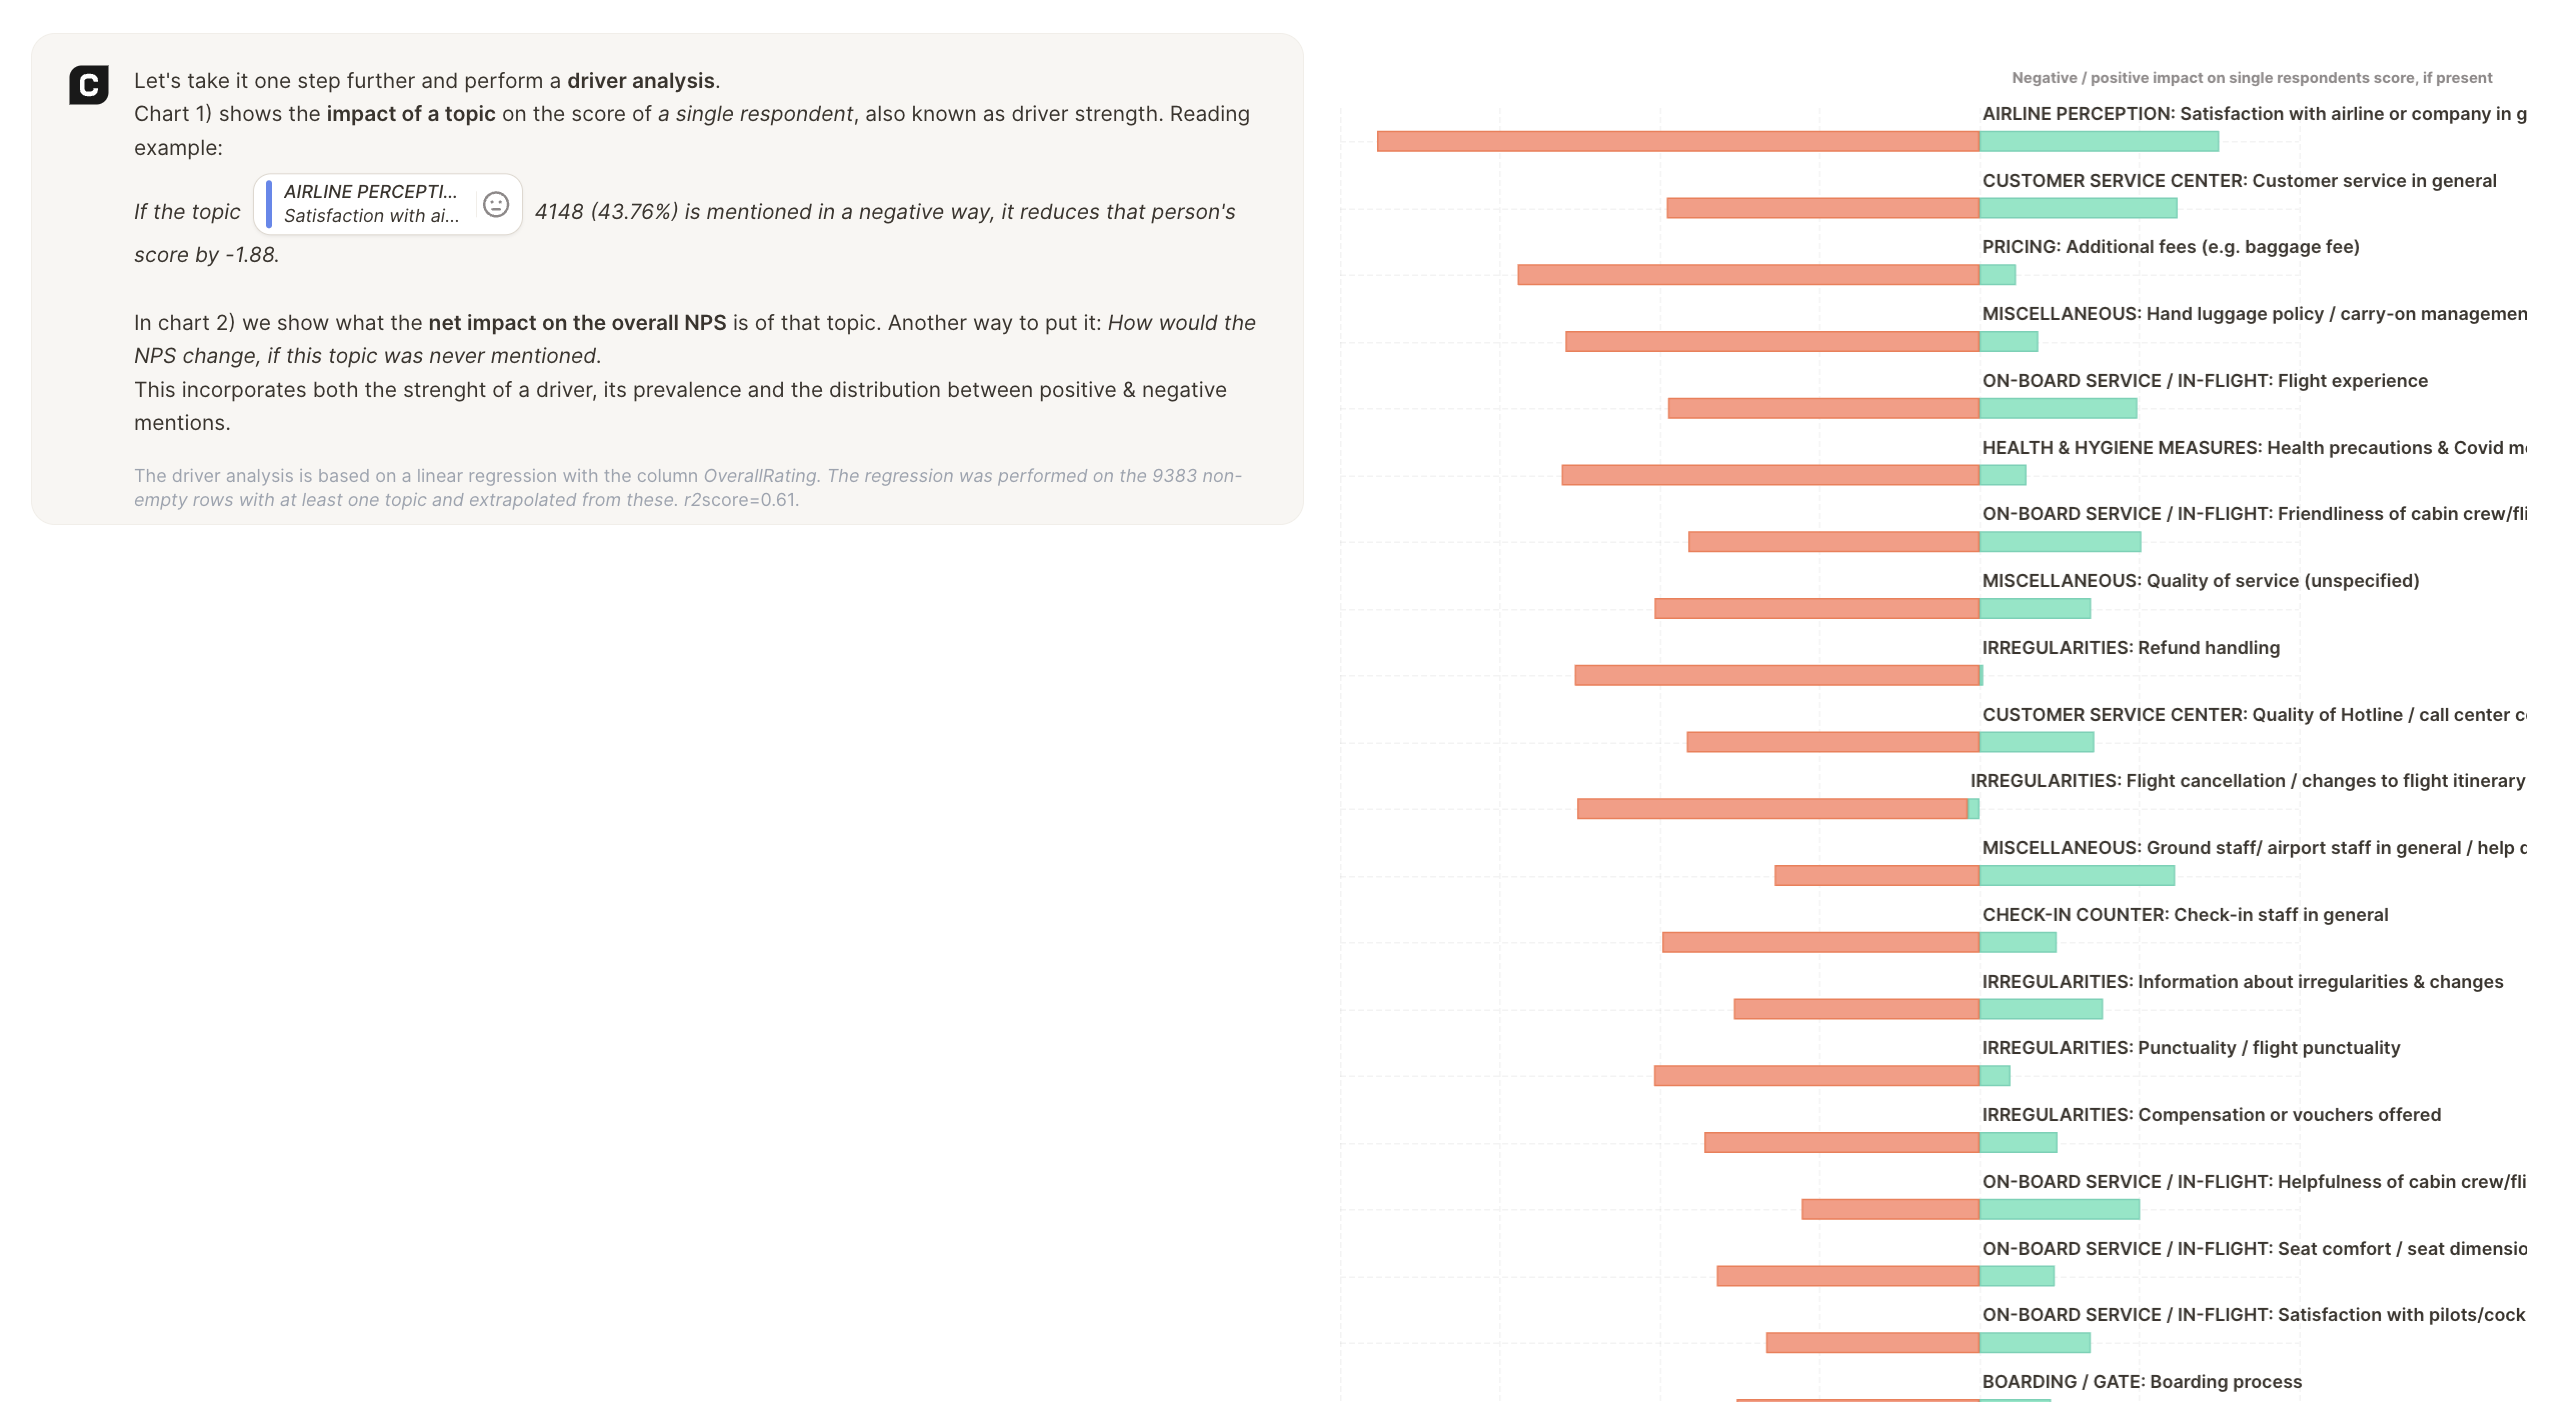 C
Let's take it one step further and perform a driver analysis.
Chart 1) shows the impact of a topic on the score of a single respondent, also known as driver strength. Reading
example:
If the topic AIRLINE PERCEPTI... 4148 (43.76%) is mentioned in a negative way, it reduces that person's
Satisfaction with ai...
score by -1.88.
In chart 2) we show what the net impact on the overall NPS is of that topic. Another way to put it: How would the
NPS change, if this topic was never mentioned.
This incorporates both the strenght of a driver, its prevalence and the distribution between positive & negative
mentions.
The driver analysis is based on a linear regression with the column OverallRating. The regression was performed on the 9383 non-
empty rows with at least one topic and extrapolated from these. r2score=0.61.
Negative / positive impact on single respondents score, if present
AIRLINE PERCEPTION: Satisfaction with airline or company in g
CUSTOMER SERVICE CENTER: Customer service in general
PRICING: Additional fees (e.g. baggage fee)
MISCELLANEOUS: Hand luggage policy / carry-on managemen
ON-BOARD SERVICE / IN-FLIGHT: Flight experience
HEALTH & HYGIENE MEASURES: Health precautions & Covid m
ON-BOARD SERVICE / IN-FLIGHT: Friendliness of cabin crew/fli
MISCELLANEOUS: Quality of service (unspecified)
IRREGULARITIES: Refund handling
CUSTOMER SERVICE CENTER: Quality of Hotline / call center c
IRREGULARITIES: Flight cancellation / changes to flight itinerary
MISCELLANEOUS: Ground staff/ airport staff in general / help d
CHECK-IN COUNTER: Check-in staff in general
IRREGULARITIES: Information about irregularities & changes
IRREGULARITIES: Punctuality / flight punctuality
IRREGULARITIES: Compensation or vouchers offered
ON-BOARD SERVICE / IN-FLIGHT: Helpfulness of cabin crew/fli
ON-BOARD SERVICE / IN-FLIGHT: Seat comfort / seat dimensio
ON-BOARD SERVICE / IN-FLIGHT: Satisfaction with pilots/cock
BOARDING / GATE: Boarding process